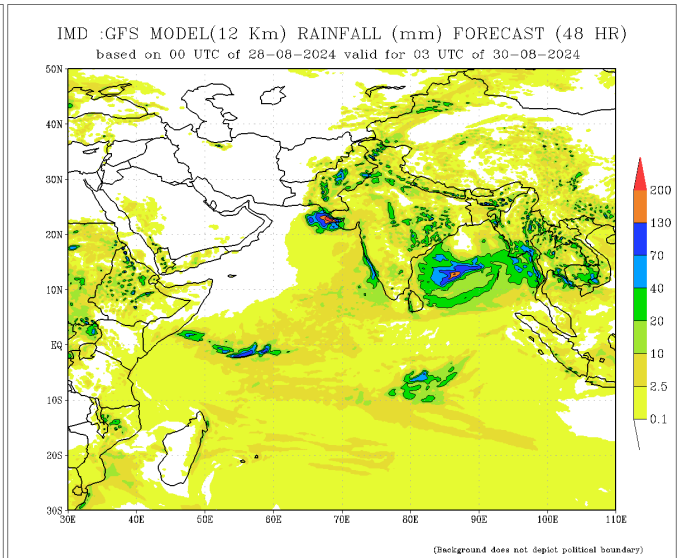 IMD :GFS MODEL(12 Km) RAINFALL (mm) FORECAST (48 HR)
based on 00 UTC of 28-08-2024 valid for 03 UTC of 30-08-2024
50N
40N
30N
20N
10N
EQ
10S
20S
30S
30E 40E 50E 60E 70E 80E 90E 100E 110E
200
130
70
40
20
10
2.5
0.1
(Background does not depict political boundary)